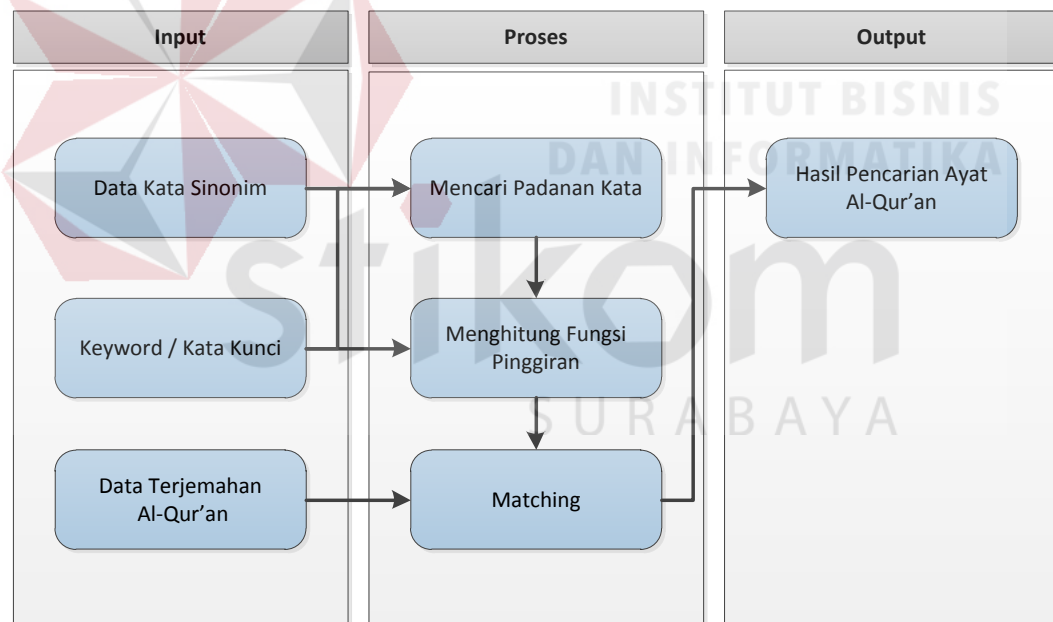 Input
Proses
Output
INSTITUT BISNIS
DAN INFORMATIKA
Data Kata Sinonim
Mencari Padanan Kata
Hasil Pencarian Ayat
Al-Qur’an
stikom
Keyword / Kata Kunci
Menghitung Fungsi
Pinggiran
SURABAYA
Data Terjemahan
Al-Qur’an
Matching